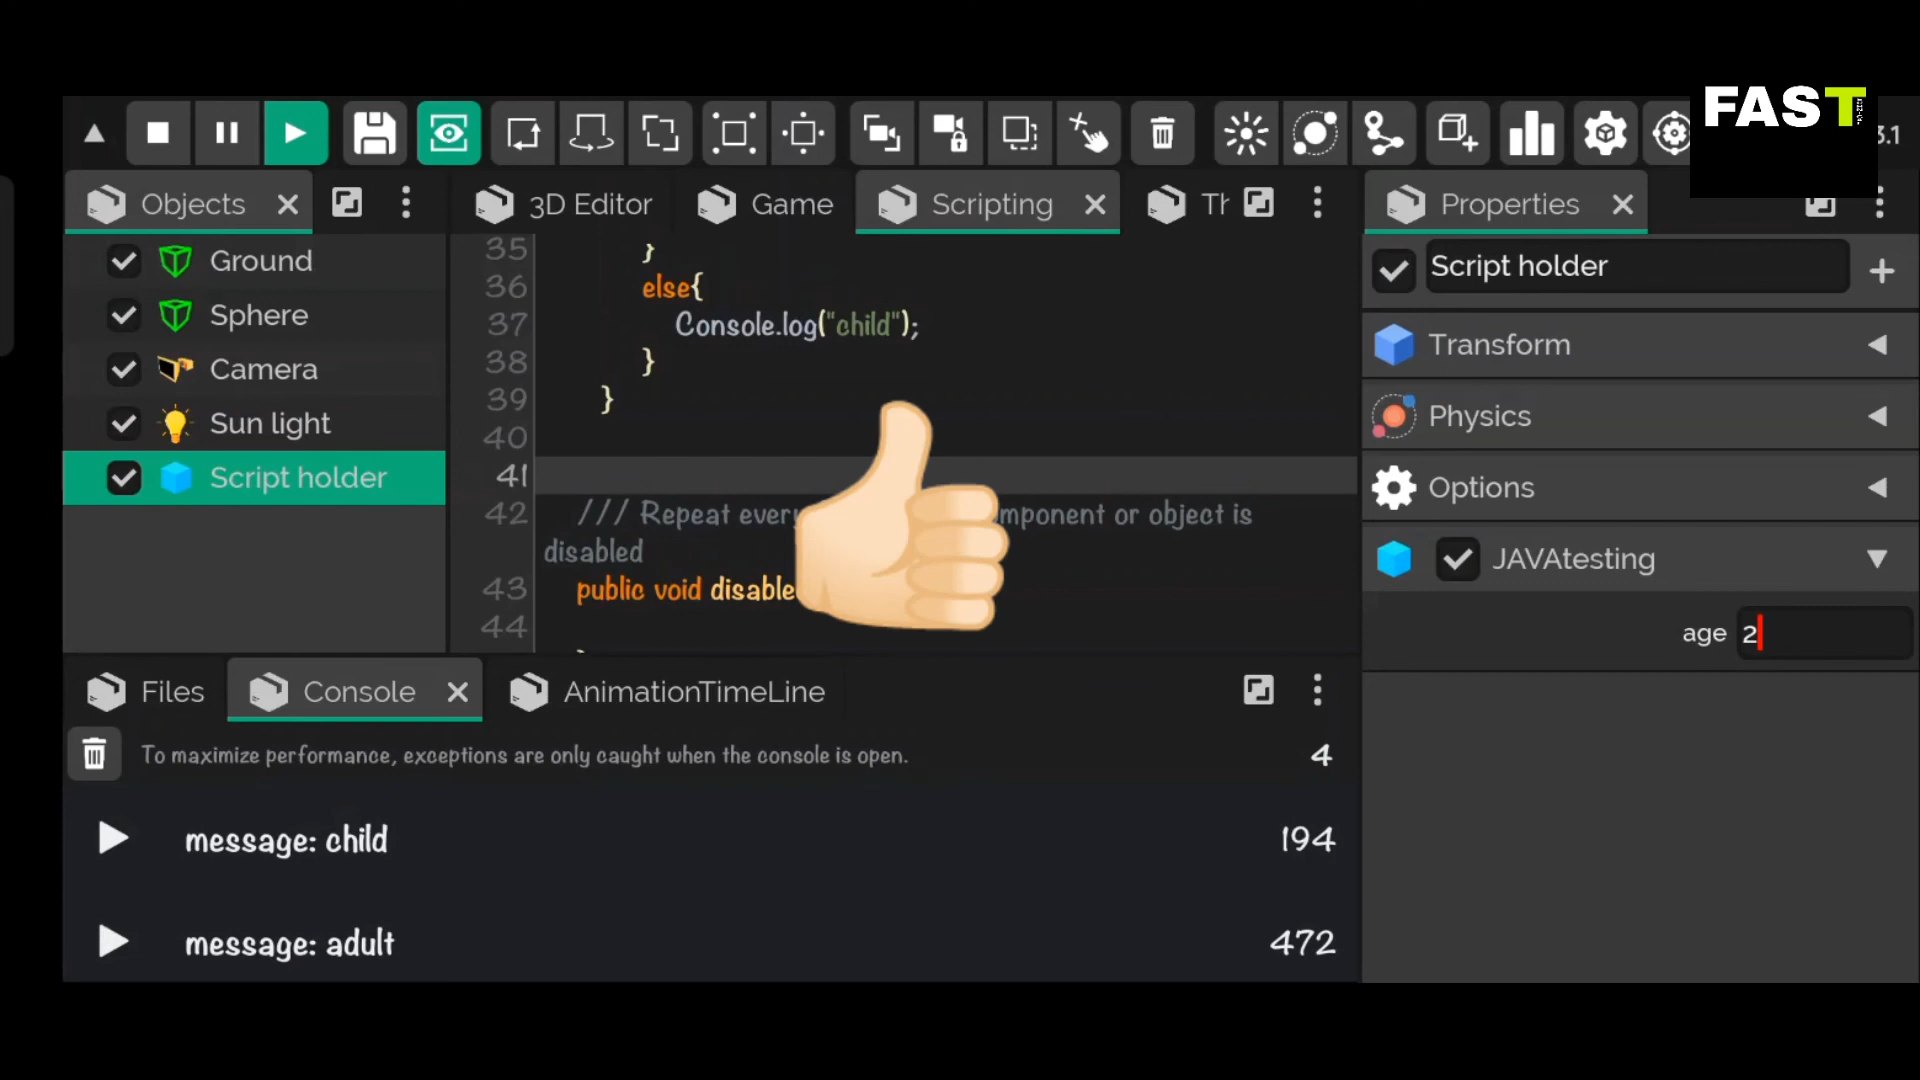 FAST
3.1
Objects
3D Editor
Game
Scripting
Th
Properties
Ground
Sphere
Camera
Sun light
Script holder
35 }
36 else{
37 Console.log("child");
38 }
39 }
40
41
42 /// Repeat every mponent or object is
disabled
43 public void disable
44
Script holder
Transform
Physics
Options
JAVAtesting
age 2
Files
Console
AnimationTimeLine
To maximize performance, exceptions are only caught when the console is open. 4
message: child 194
message: adult 472